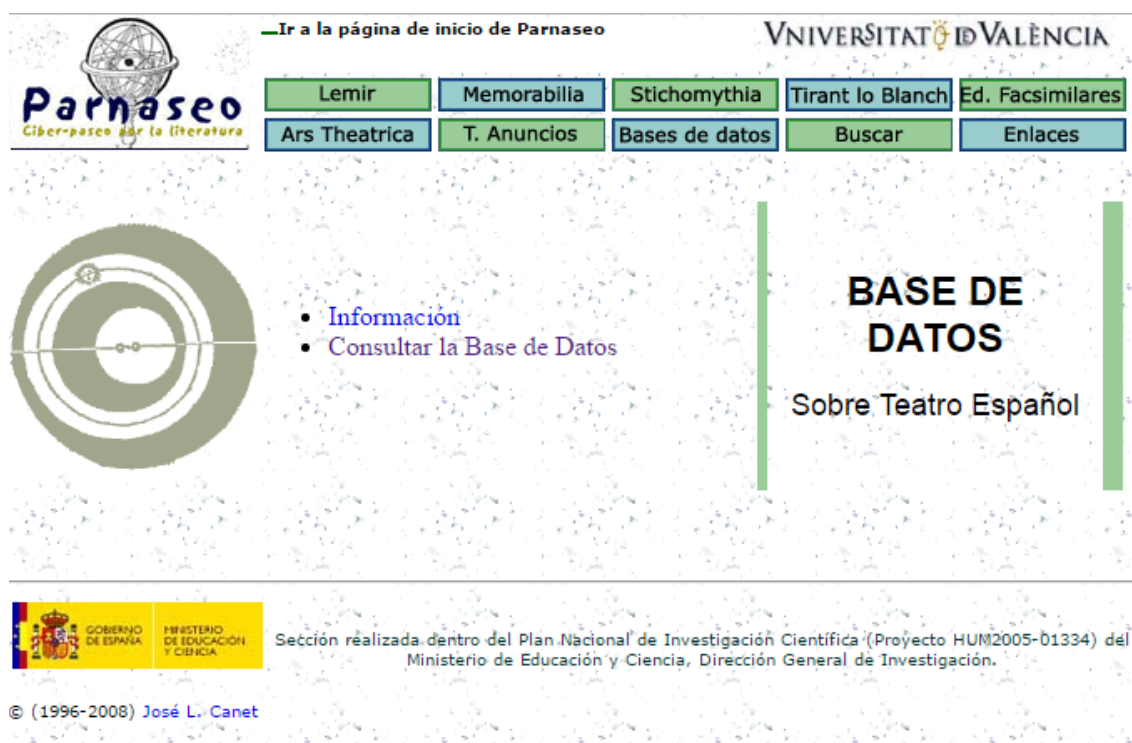 Ir a la página de inicio de Parnaseo
VNIVERSITAT ID VALÈNCIA
Parnaseo
Ciber-paseo por la literatura
Lemir
Memorabilia
Stichomythia
Tirant lo Blanch
Ed. Facsimilares
Ars Theatrica
T. Anuncios
Bases de datos
Buscar
Enlaces
Información
Consultar la Base de Datos
BASE DE
DATOS
Sobre Teatro Español
GOBIERNO
DE ESPAÑA
MINISTERIO
DE EDUCACIÓN
Y CIENCIA
Sección realizada dentro del Plan Nacional de Investigación Científica (Proyecto HUM2005-01334) del
Ministerio de Educación y Ciencia, Dirección General de Investigación.
© (1996-2008) José L. Canet